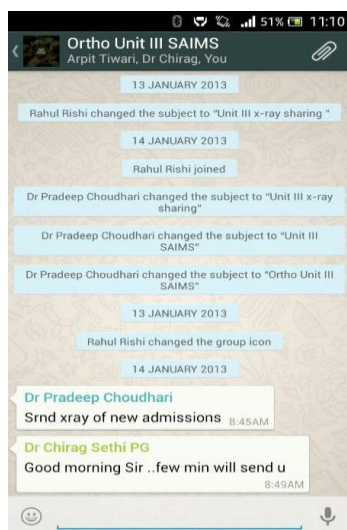 51% 11:10
Ortho Unit III SAIMS
Arpit Tiwari, Dr Chirag, You
13 JANUARY 2013
Rahul Rishi changed the subject to “Unit III x-ray sharing ”
14 JANUARY 2013
Rahul Rishi joined
Dr Pradeep Choudhari changed the subject to “Unit III x-ray
sharing”
Dr Pradeep Choudhari changed the subject to “Unit III
SAIMS”
Dr Pradeep Choudhari changed the subject to “Ortho Unit III
SAIMS”
13 JANUARY 2013
Rahul Rishi changed the group icon
14 JANUARY 2013
Dr Pradeep Choudhari
Srnd xray of new admissions 8:45AM
Dr Chirag Sethi PG
Good morning Sir ..few min will send u
8:49AM